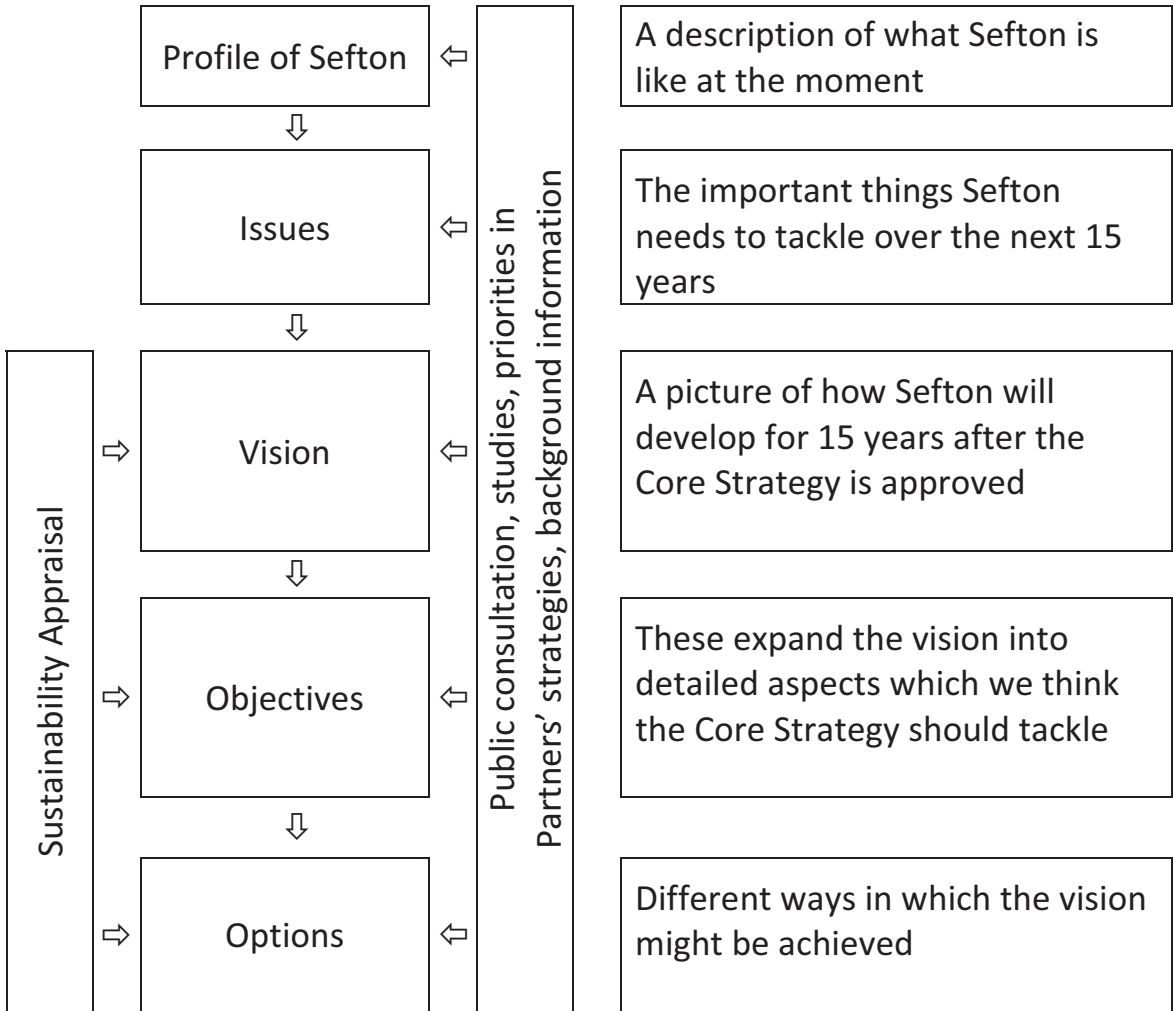 Profile of Sefton
A description of what Sefton is
like at the moment
Issues
The important things Sefton
needs to tackle over the next 15
years
Vision
A picture of how Sefton will
develop for 15 years after the
Core Strategy is approved
Objectives
These expand the vision into
detailed aspects which we think
the Core Strategy should tackle
Options
Different ways in which the vision
might be achieved
Sustainability Appraisal
Public consultation, studies, priorities in
Partners’ strategies, background information